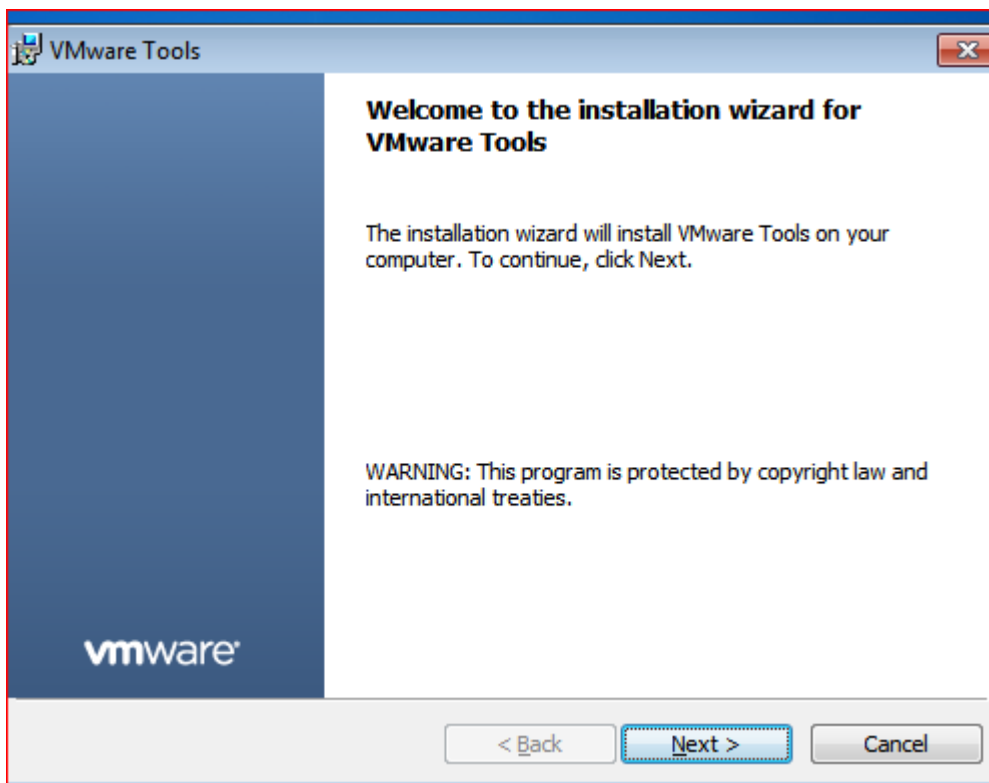 VMware Tools
Welcome to the installation wizard for
VMware Tools
The installation wizard will install VMware Tools on your
computer. To continue, click Next.
WARNING: This program is protected by copyright law and
international treaties.
vmware
< Back
Next >
Cancel